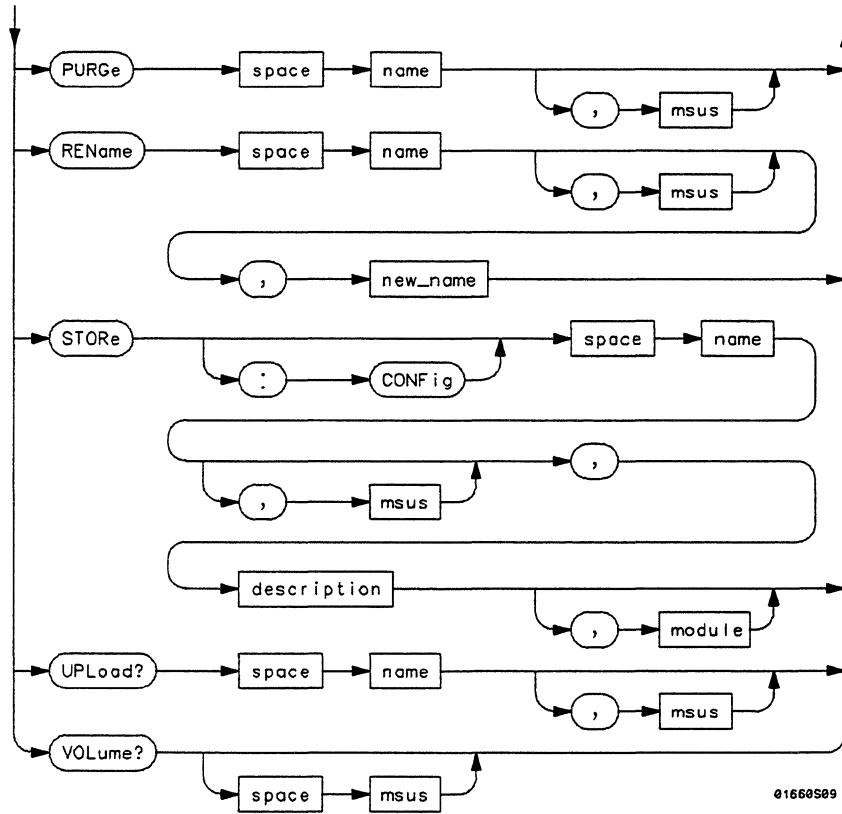 PURGe space name
, msus
REName space name
, msus
, new_name
STORe space name
: CONFig
, msus ,
description
, module
UPLoad? space name
, msus
VOLume?
space msus
01660S09